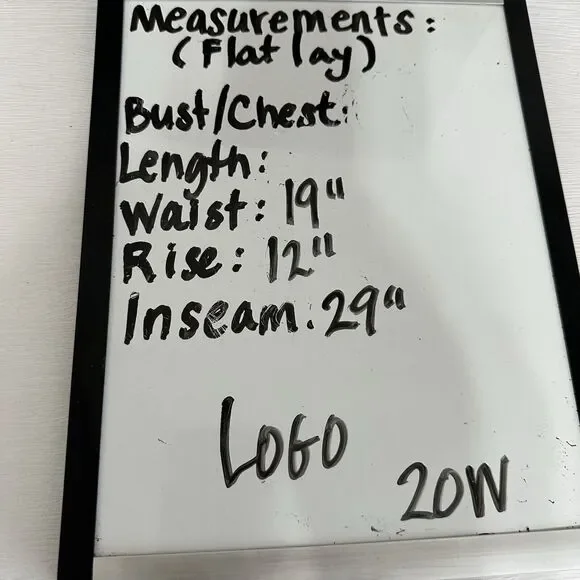 Measurements:
(Flat lay)
Bust/Chest:
Length:
Waist: 19"
Rise: 12"
Inseam. 29"
LOGO
20W